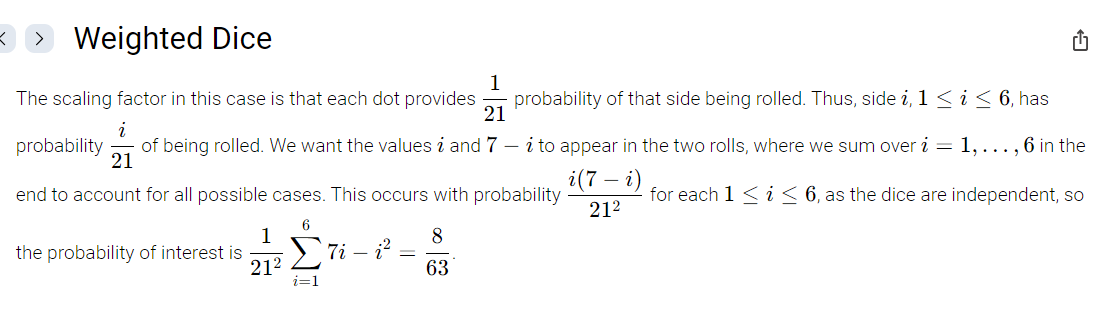 Weighted Dice
The scaling factor in this case is that each dot provides $\frac{1}{21}$ probability of that side being rolled. Thus, side $i, 1 \leq i \leq 6$, has
probability $\frac{i}{21}$ of being rolled. We want the values $i$ and $7 - i$ to appear in the two rolls, where we sum over $i = 1, \ldots, 6$ in the
end to account for all possible cases. This occurs with probability $\frac{i(7-i)}{21^2}$ for each $1 \leq i \leq 6$, as the dice are independent, so
the probability of interest is $\frac{1}{21^2} \sum_{i=1}^{6} 7i - i^2 = \frac{8}{63}$.